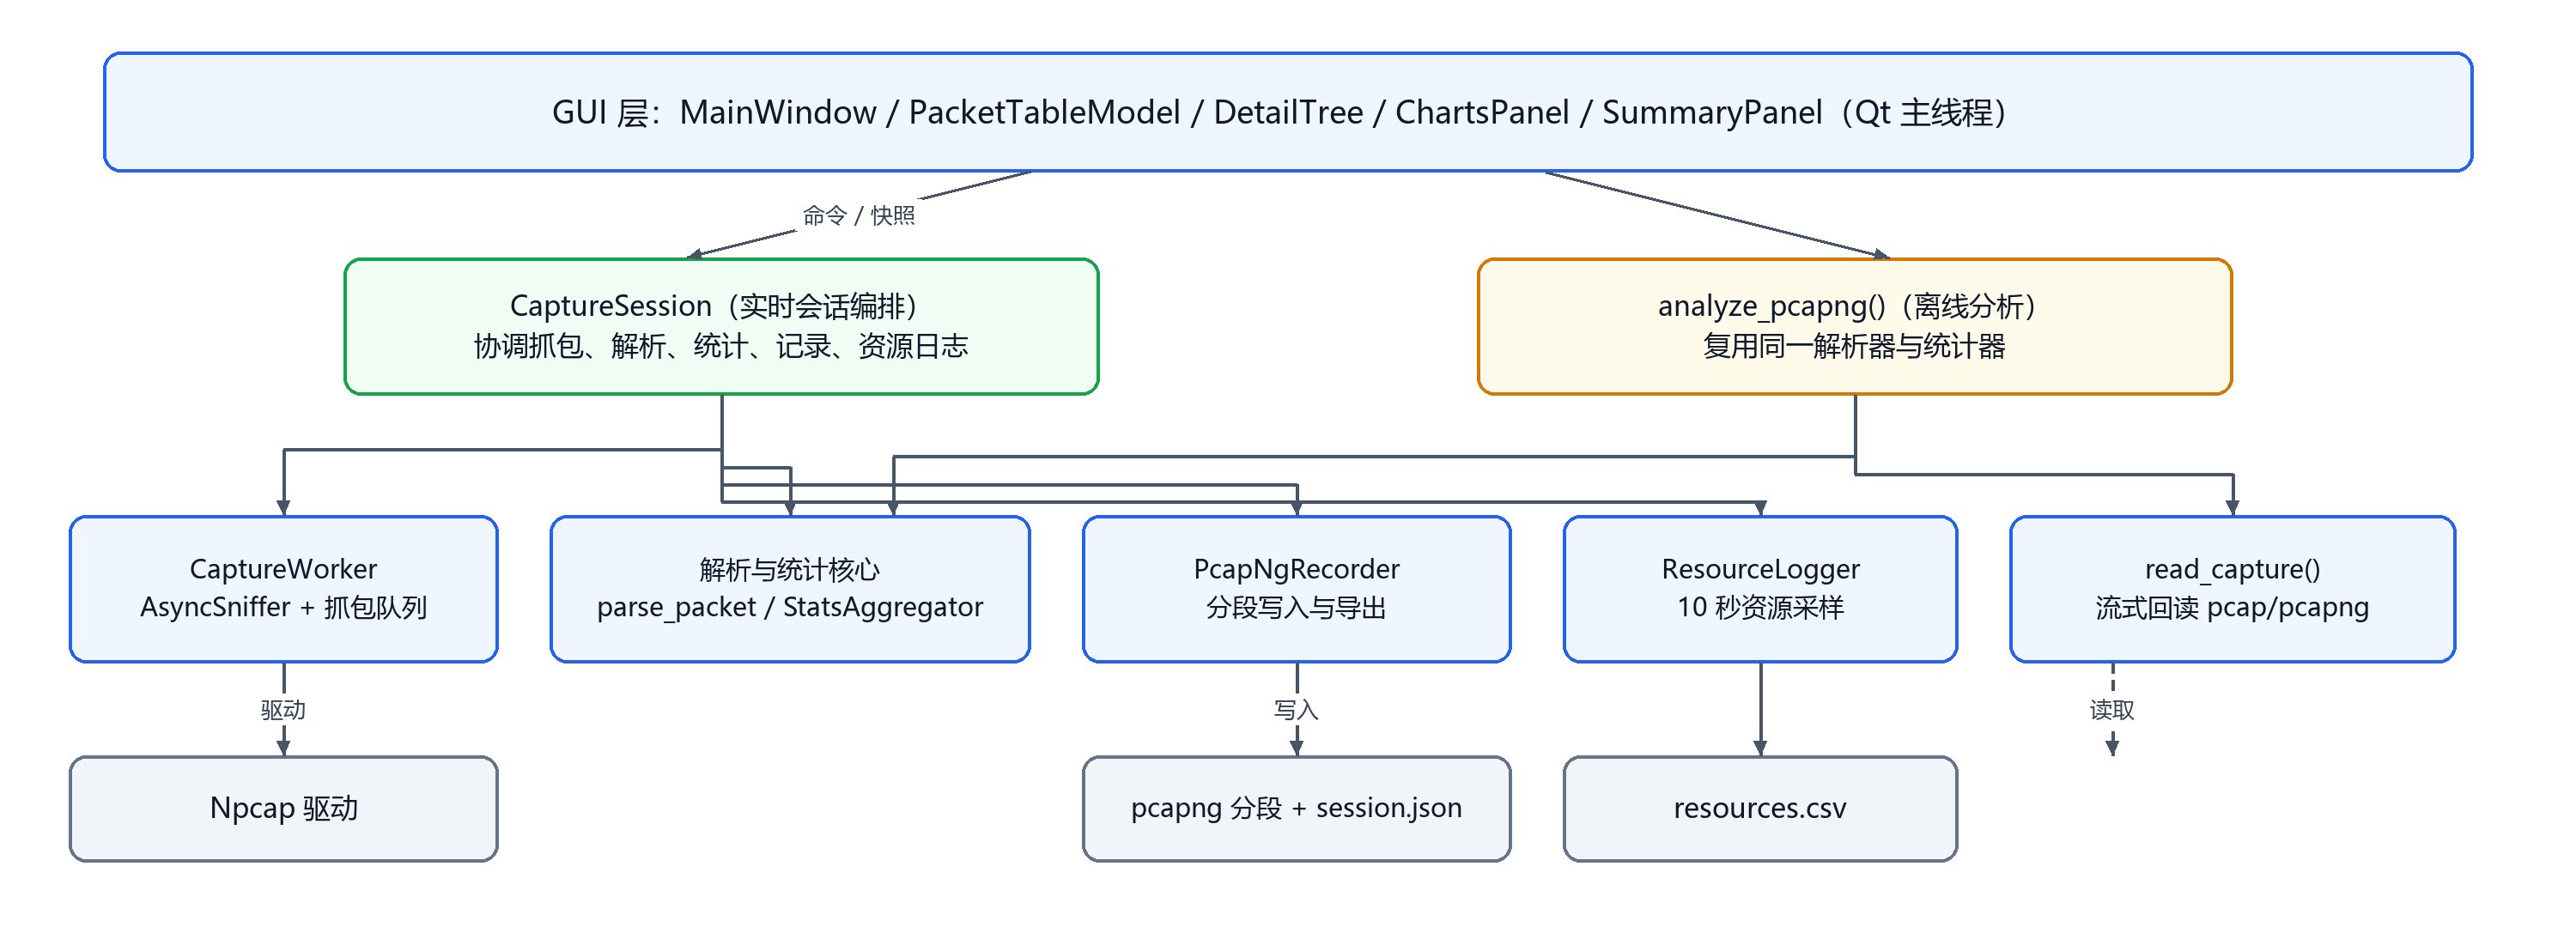 GUI 层：MainWindow / PacketTableModel / DetailTree / ChartsPanel / SummaryPanel（Qt 主线程）
命令 / 快照
CaptureSession（实时会话编排）
协调抓包、解析、统计、记录、资源日志
analyze_pcapng()（离线分析）
复用同一解析器与统计器
CaptureWorker
AsyncSniffer + 抓包队列
解析与统计核心
parse_packet / StatsAggregator
PcapNgRecorder
分段写入与导出
ResourceLogger
10 秒资源采样
read_capture()
流式回读 pcap/pcapng
驱动
写入
读取
Npcap 驱动
pcapng 分段 + session.json
resources.csv